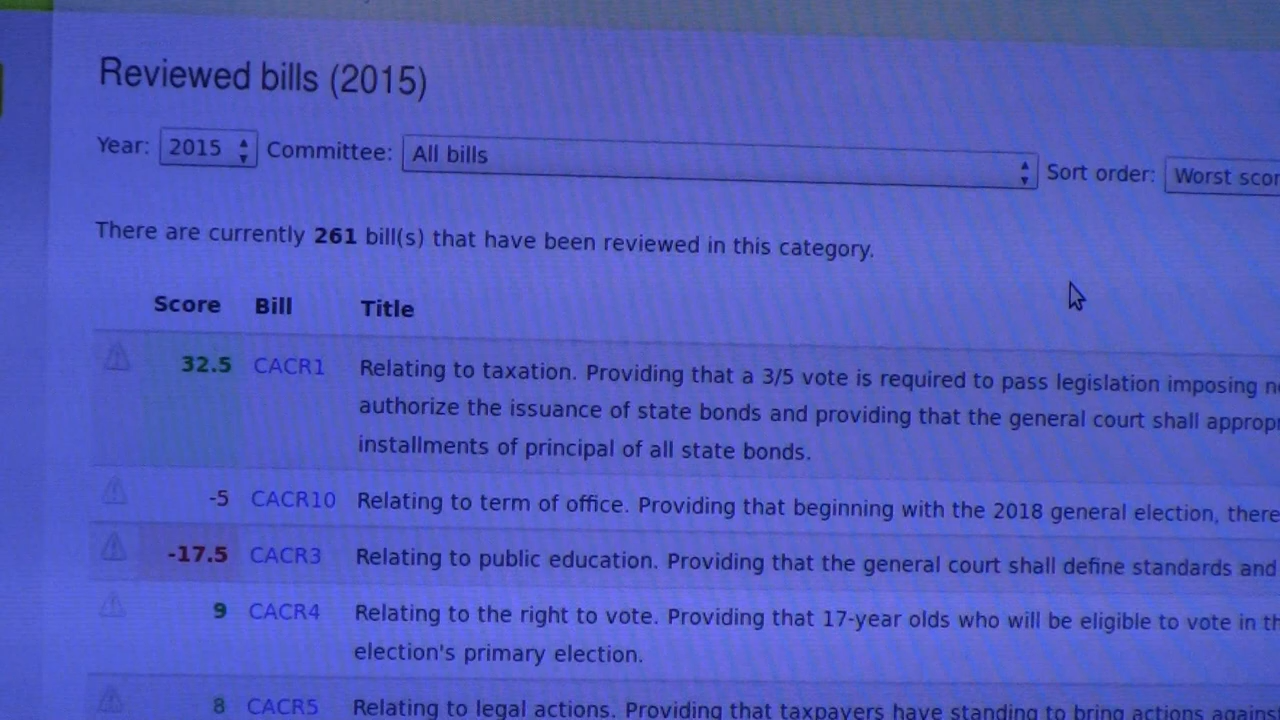 Reviewed bills (2015)
Year: 2015 Committee: All bills Sort order: Worst scor
There are currently 261 bill(s) that have been reviewed in this category.
Score Bill Title
32.5 CACR1 Relating to taxation. Providing that a 3/5 vote is required to pass legislation imposing n
authorize the issuance of state bonds and providing that the general court shall approp
installments of principal of all state bonds.
-5 CACR10 Relating to term of office. Providing that beginning with the 2018 general election, there
-17.5 CACR3 Relating to public education. Providing that the general court shall define standards and
9 CACR4 Relating to the right to vote. Providing that 17-year olds who will be eligible to vote in th
election's primary election.
8 CACR5 Relating to legal actions. Providing that taxpayers have standing to bring actions agains